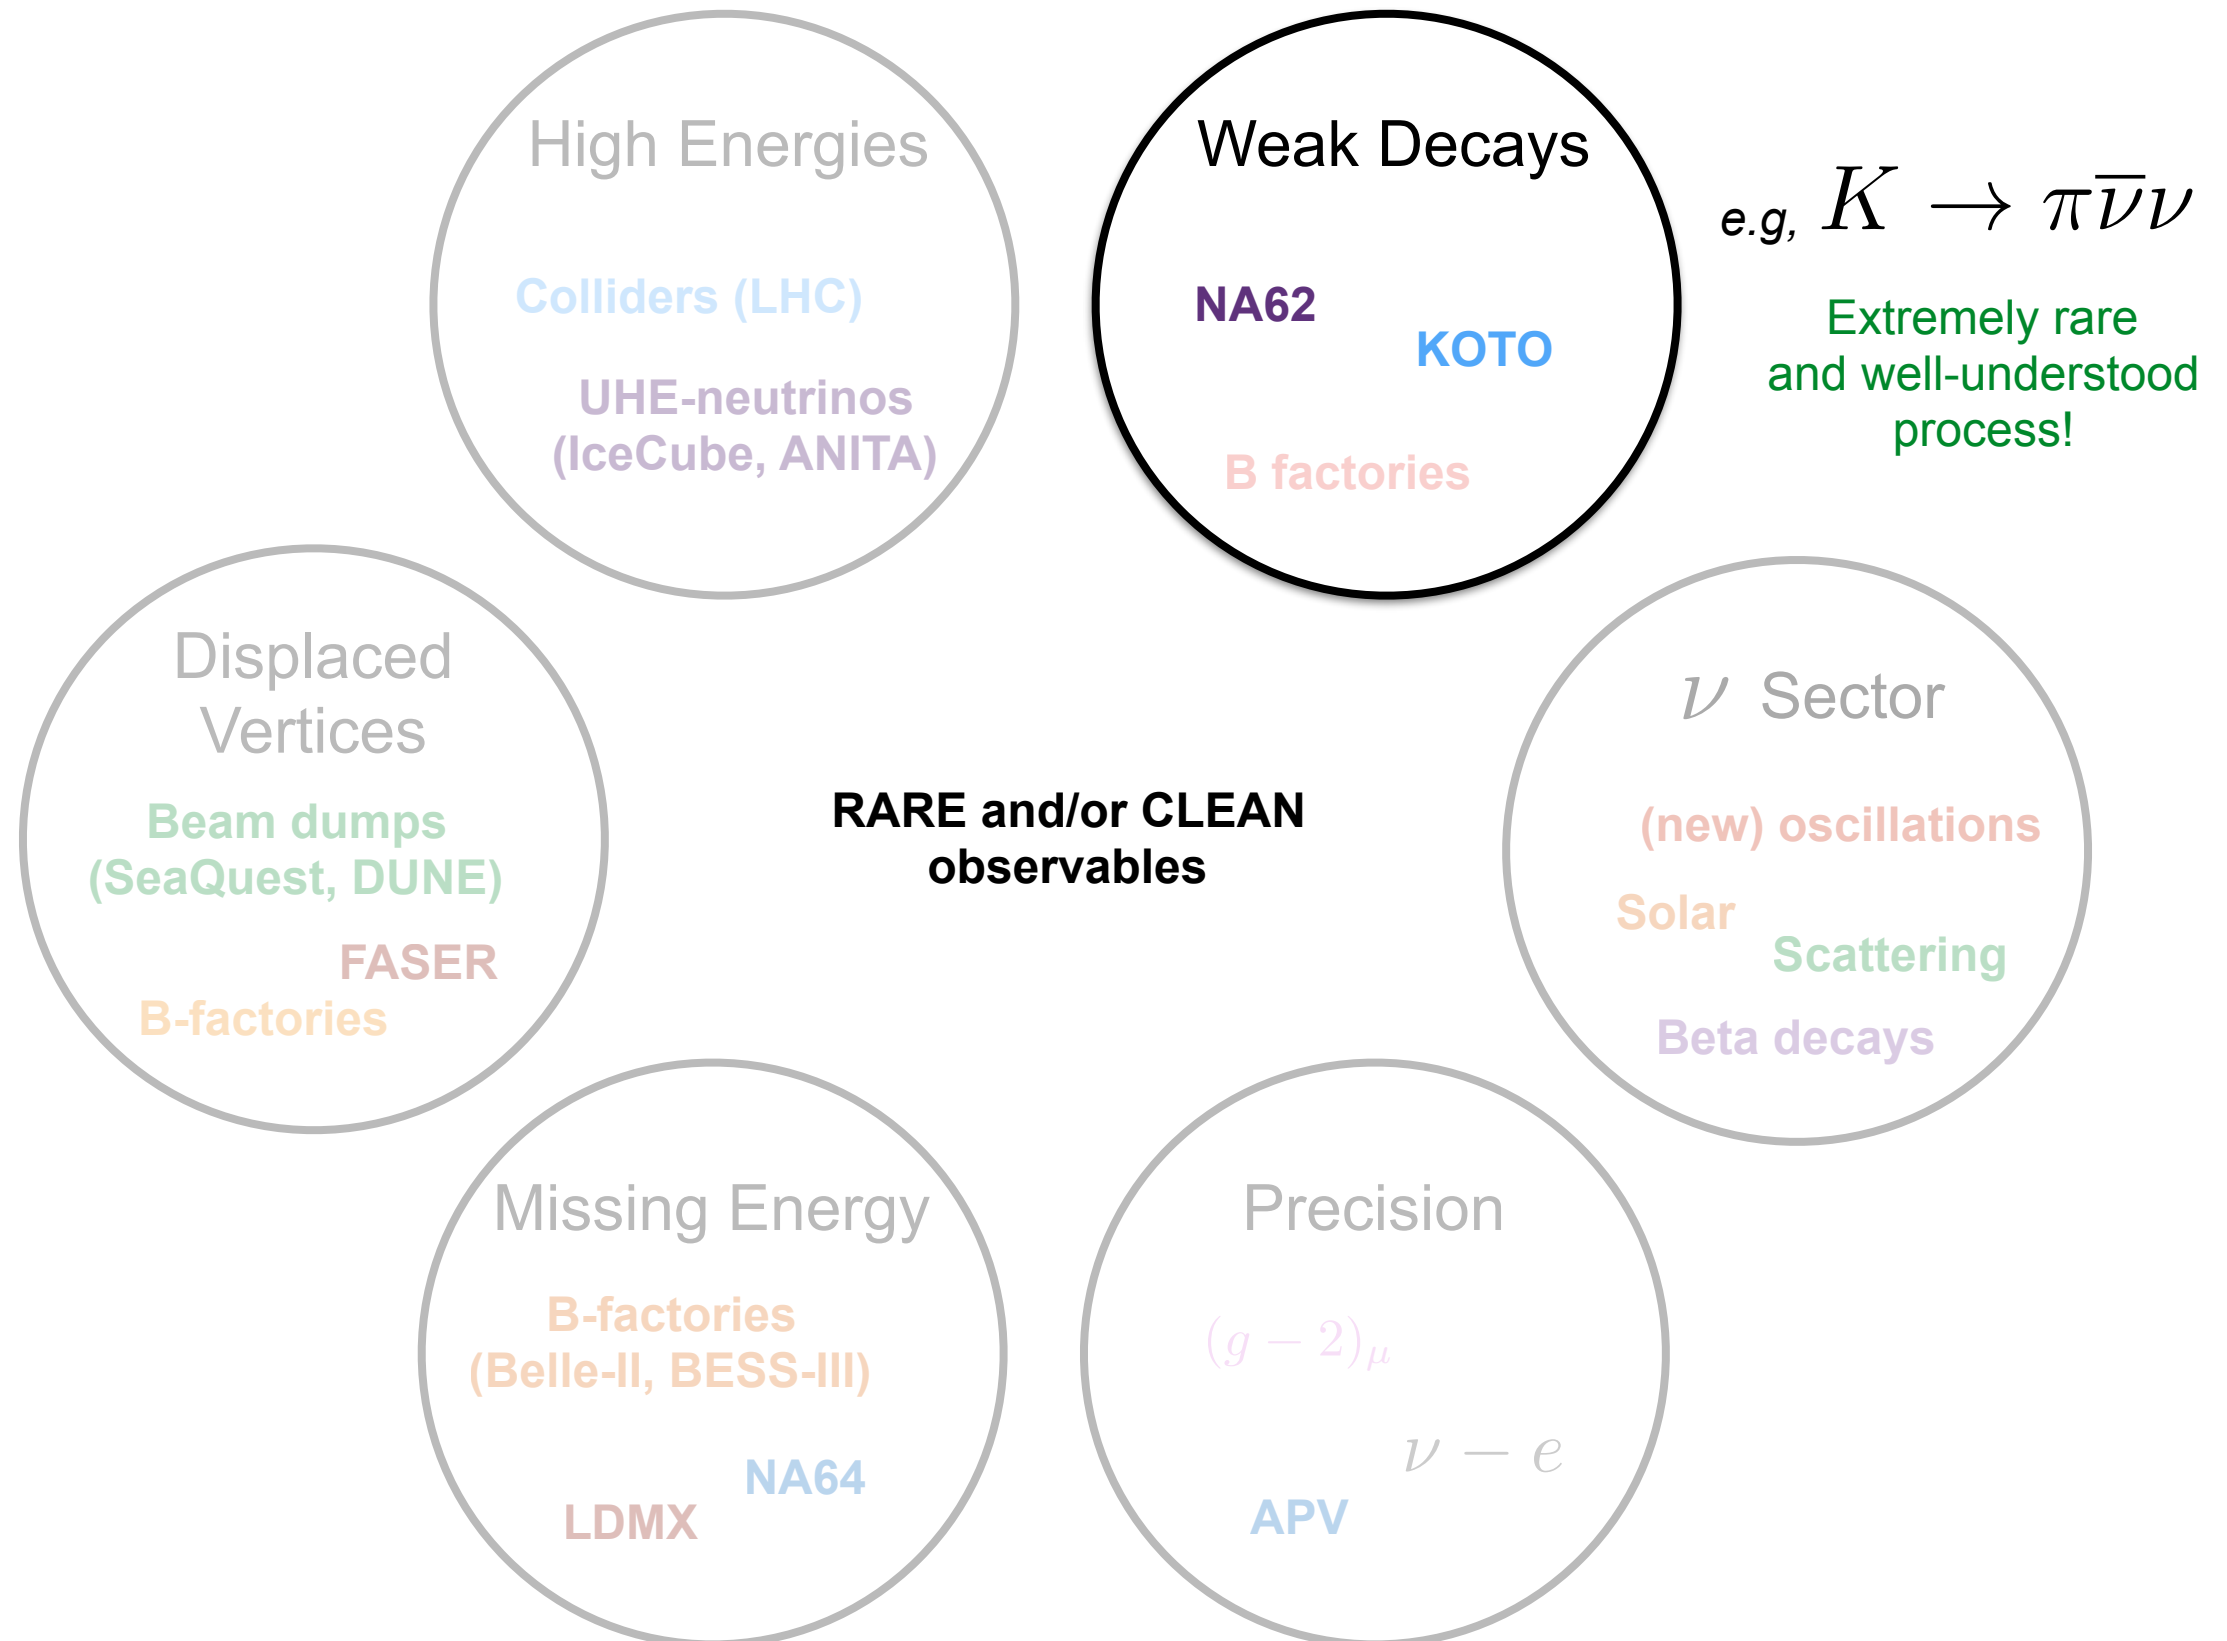 High Energies
Colliders (LHC)
UHE-neutrinos
(IceCube, ANITA)
Weak Decays
NA62
KOTO
B factories
e.g, K → πν̅ν
Extremely rare
and well-understood
process!
Displaced
Vertices
Beam dumps
(SeaQuest, DUNE)
FASER
B-factories
RARE and/or CLEAN
observables
ν Sector
(new) oscillations
Solar
Scattering
Beta decays
Missing Energy
B-factories
(Belle-II, BESS-III)
NA64
LDMX
Precision
(g − 2)μ
ν − e
APV